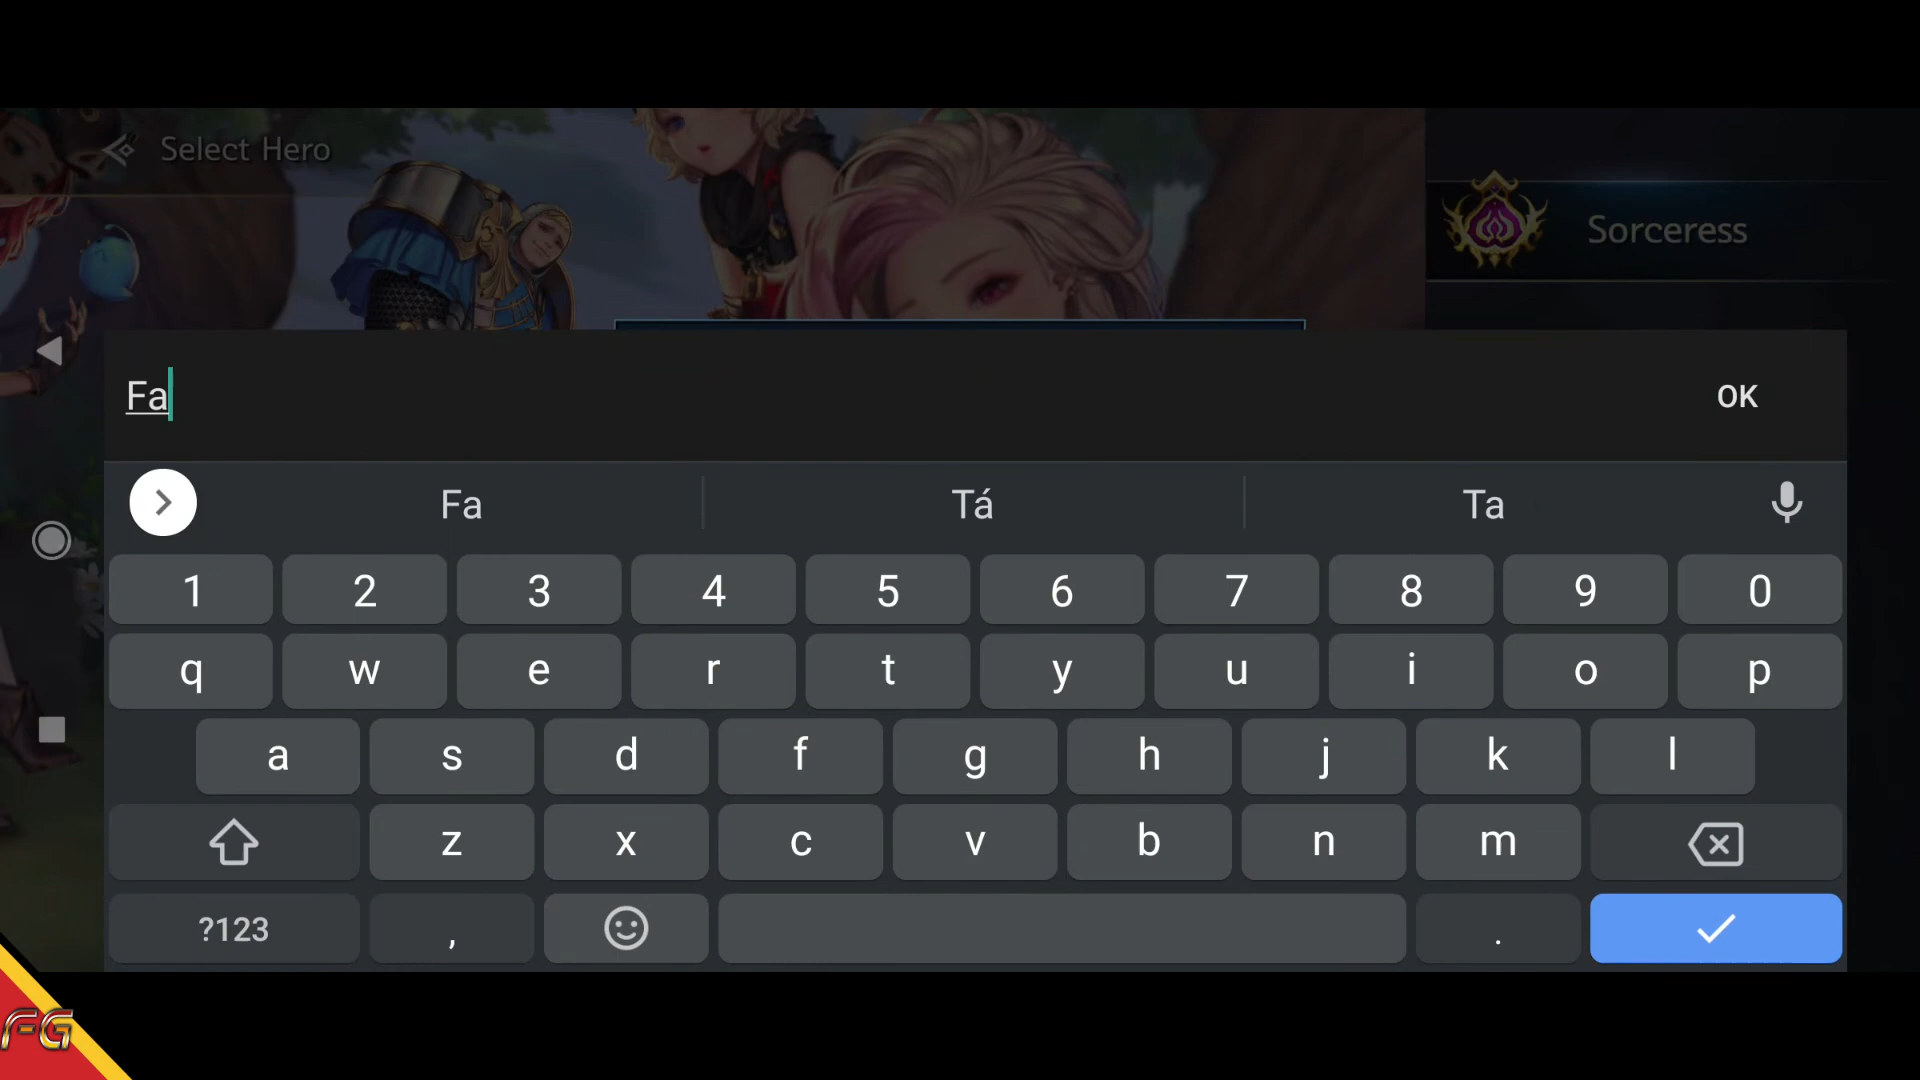 Select Hero
Sorceress
Fa
OK
Fa Tá Ta
1 2 3 4 5 6 7 8 9 0
q w e r t y u i o p
a s d f g h j k l
z x c v b n m
?123 , .
FG